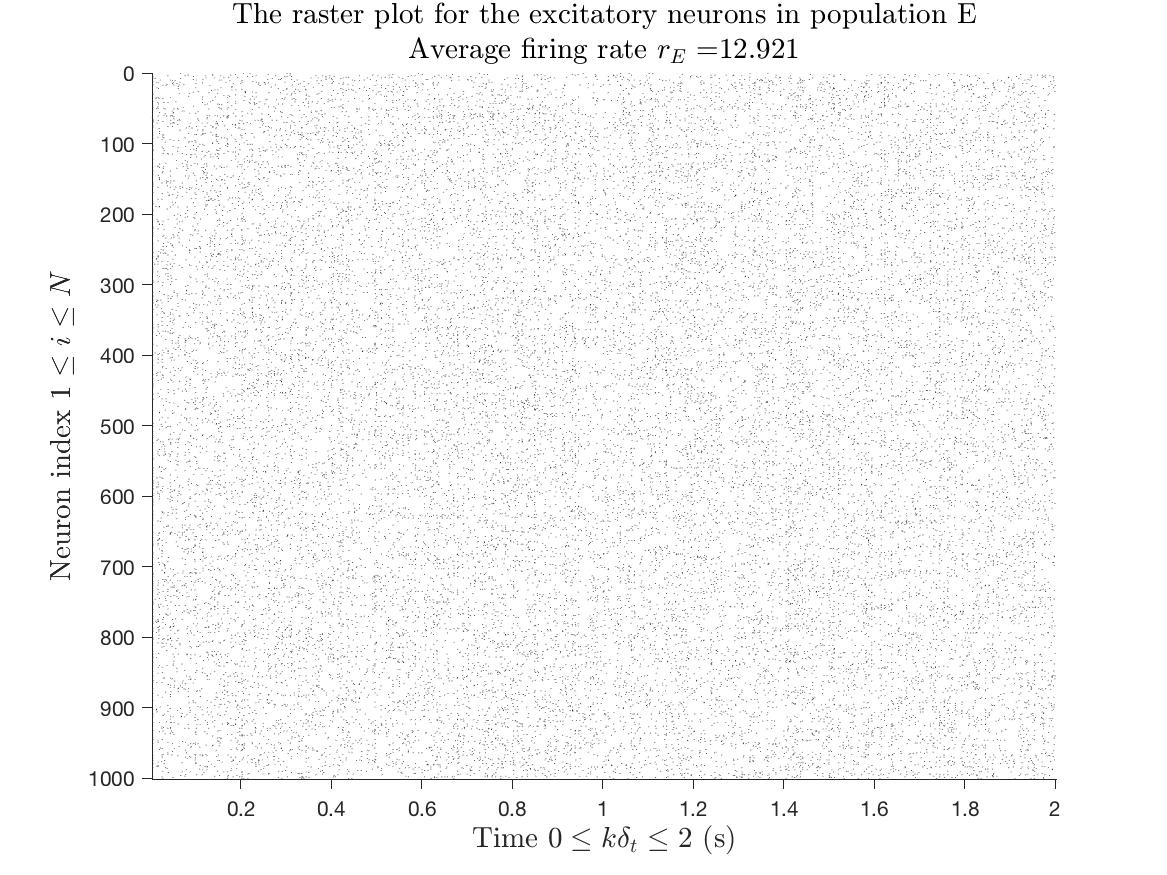 The raster plot for the excitatory neurons in population E
Average firing rate r_E =12.921
0
100
200
300
400
500
600
700
800
900
1000
Neuron index 1 ≤ i ≤ N
0.2 0.4 0.6 0.8 1 1.2 1.4 1.6 1.8 2
Time 0 ≤ kδ_t ≤ 2 (s)